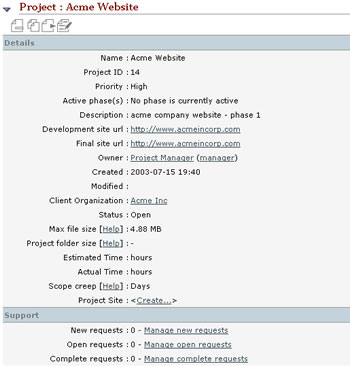 Project : Acme Website
Details
Name : Acme Website
Project ID : 14
Priority : High
Active phase(s) : No phase is currently active
Description : acme company website - phase 1
Development site url : http://www.acmeincorp.com
Final site url : http://www.acmeincorp.com
Owner : Project Manager (manager)
Created : 2003-07-15 19:40
Modified :
Client Organization : Acme Inc
Status : Open
Max file size [Help] : 4.88 MB
Project folder size [Help] : -
Estimated Time : hours
Actual Time : hours
Scope creep [Help] : Days
Project Site : <Create...>
Support
New requests : 0 - Manage new requests
Open requests : 0 - Manage open requests
Complete requests : 0 - Manage complete requests